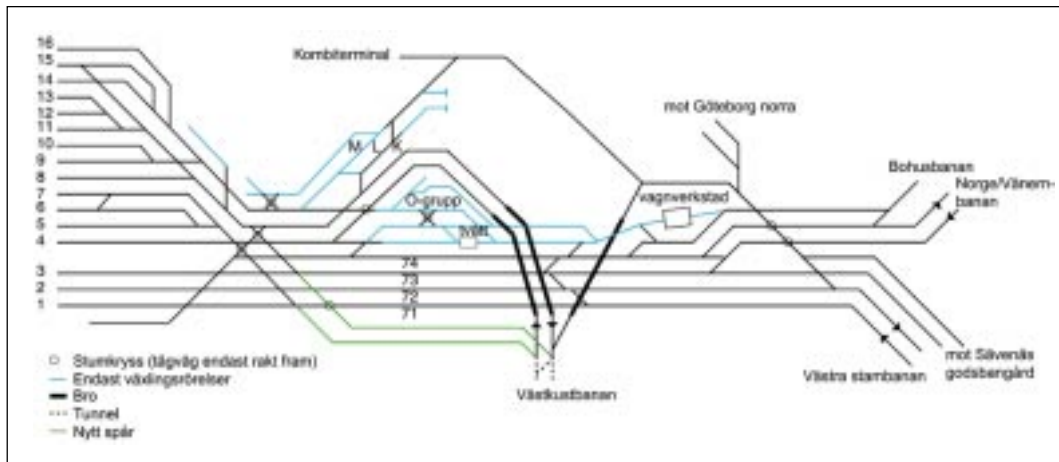 16
15
14
13
12
11
10
9
8
7
6
5
4
3
2
1
Kombiterminal
mot Göteborg norra
Bohusbanan
Norge/Vänern-
banan
M L K
O-grupp
tvätt
vagnverkstad
74
73
72
71
Stumkryss (tågväg endast rakt fram)
Endast växlingsrörelser
Bro
Tunnel
Nytt spår
Västkustbanan
Västra stambanan
mot Sävenäs
godsbangård